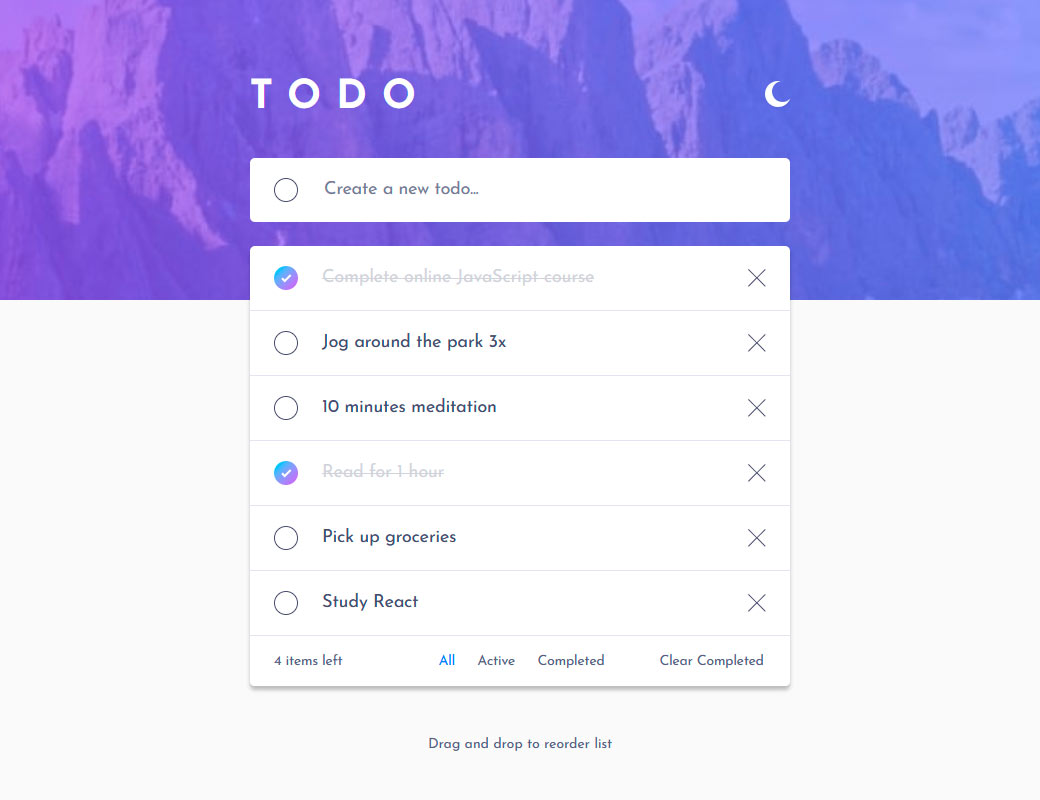 TODO
Create a new todo...
Complete online JavaScript course
Jog around the park 3x
10 minutes meditation
Read for 1 hour
Pick up groceries
Study React
4 items left All Active Completed Clear Completed
Drag and drop to reorder list